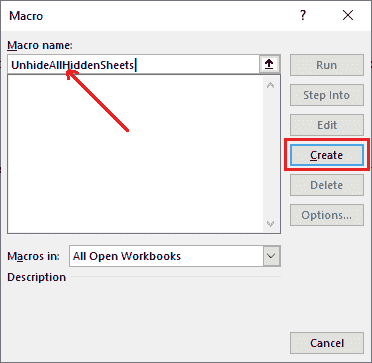 Macro ?
Macro name:
UnhideAllHiddenSheets
Run
Step Into
Edit
Create
Delete
Options...
Macros in: All Open Workbooks
Description
Cancel